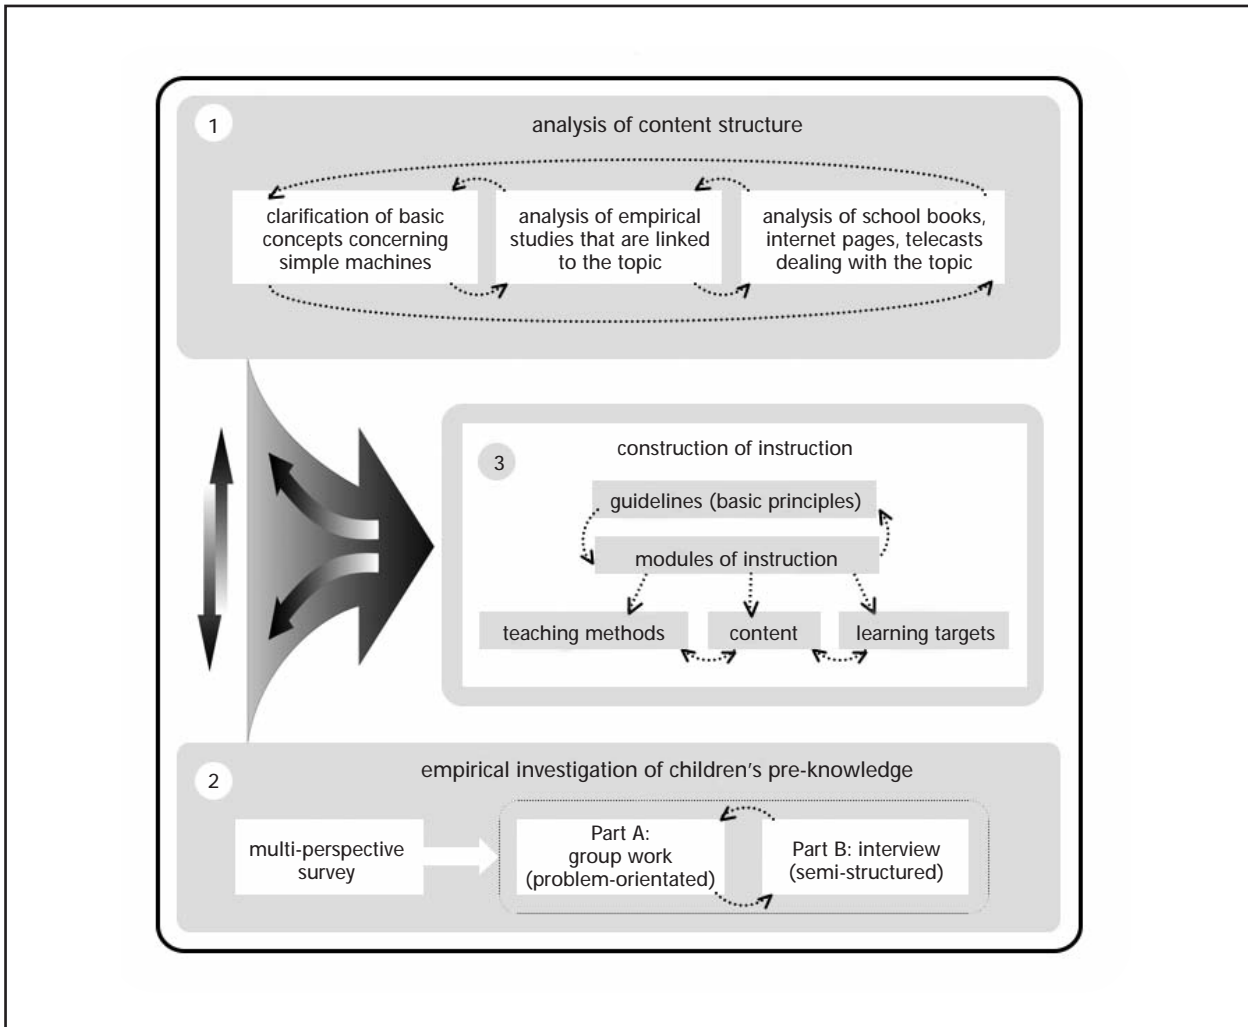 1
analysis of content structure
clarification of basic
concepts concerning
simple machines
analysis of empirical
studies that are linked
to the topic
analysis of school books,
internet pages, telecasts
dealing with the topic
3
construction of instruction
guidelines (basic principles)
modules of instruction
teaching methods
content
learning targets
2
empirical investigation of children's pre-knowledge
multi-perspective
survey
Part A:
group work
(problem-orientated)
Part B: interview
(semi-structured)